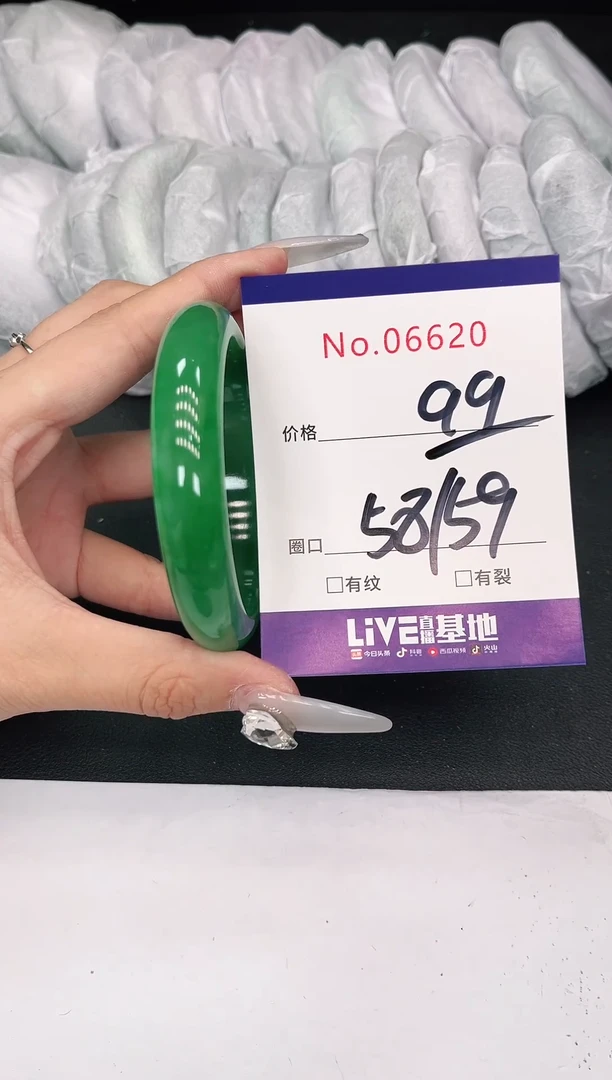 No.06620
价格 99
圈口 58/59
□有纹 □有裂
LiVE直播基地
今日头条 抖音 西瓜视频 火山